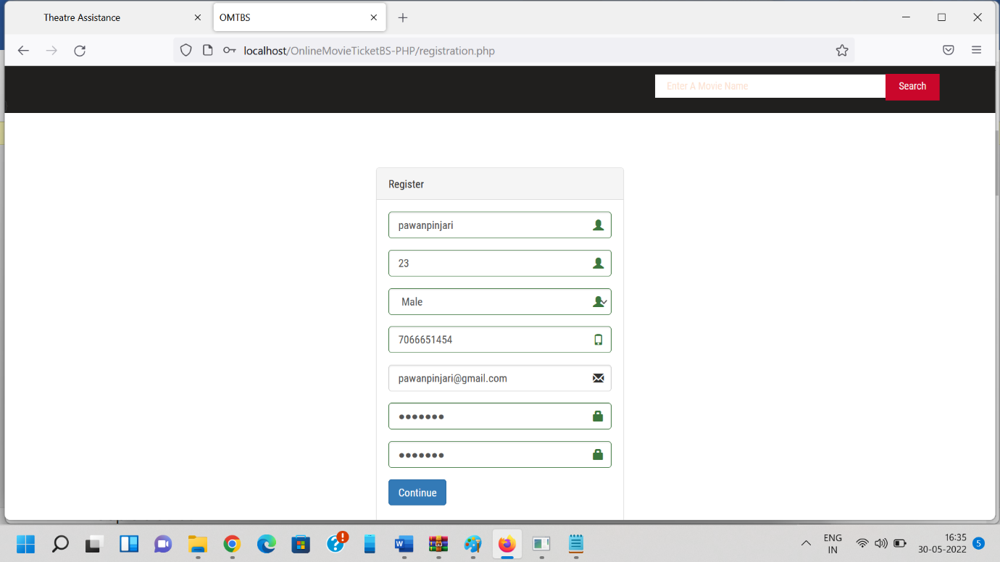 Theatre Assistance
OMTBS
localhost/OnlineMovieTicketBS-PHP/registration.php
Enter A Movie Name
Search
Register
pawanpinjari
23
Male
7066651454
pawanpinjari@gmail.com
●●●●●●●
●●●●●●●
Continue
ENG
IN
16:35
30-05-2022
5